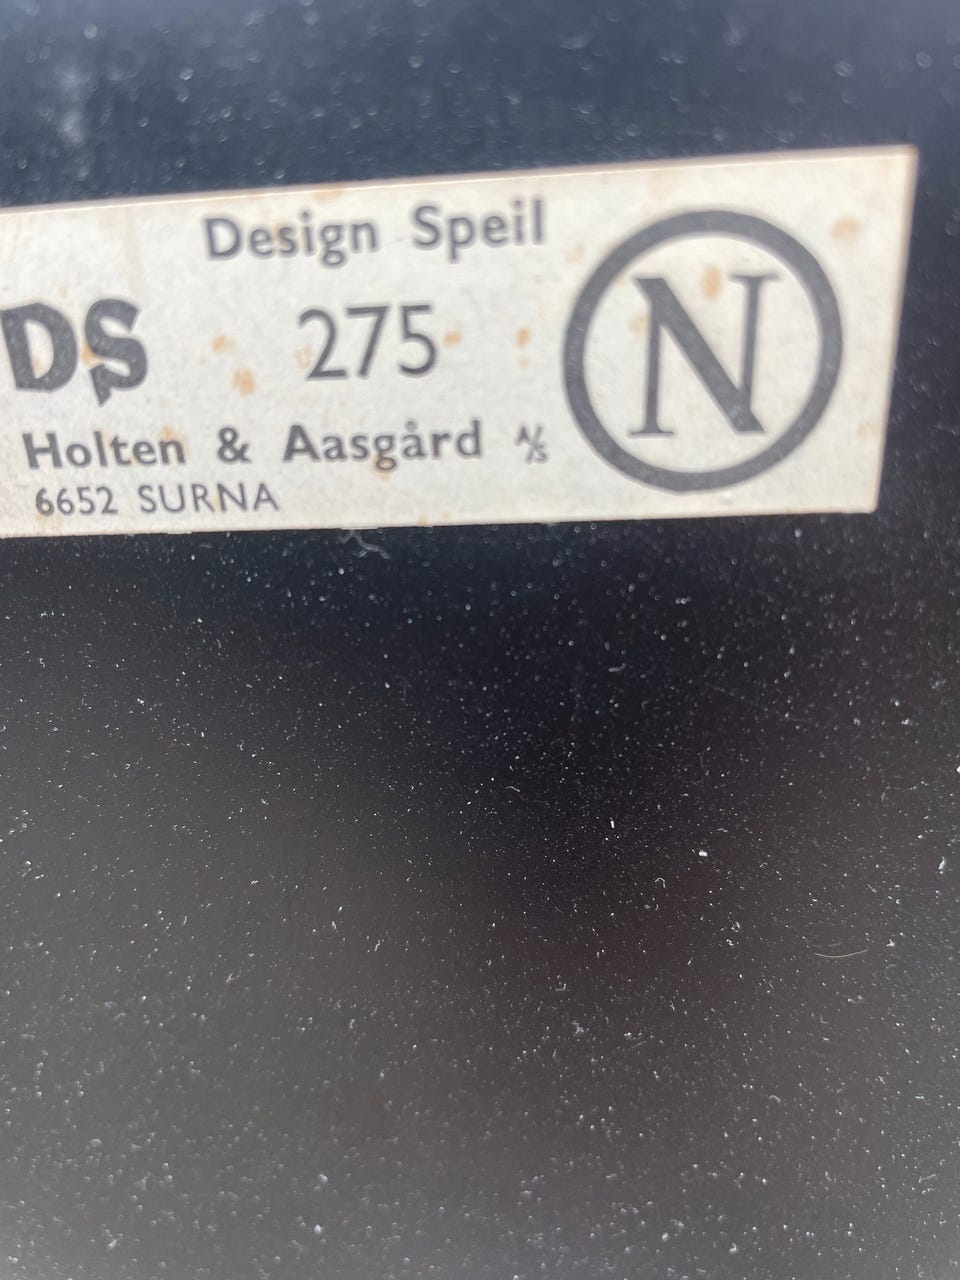 Design Speil
DS 275
N
Holten & Aasgård A/S
6652 SURNA